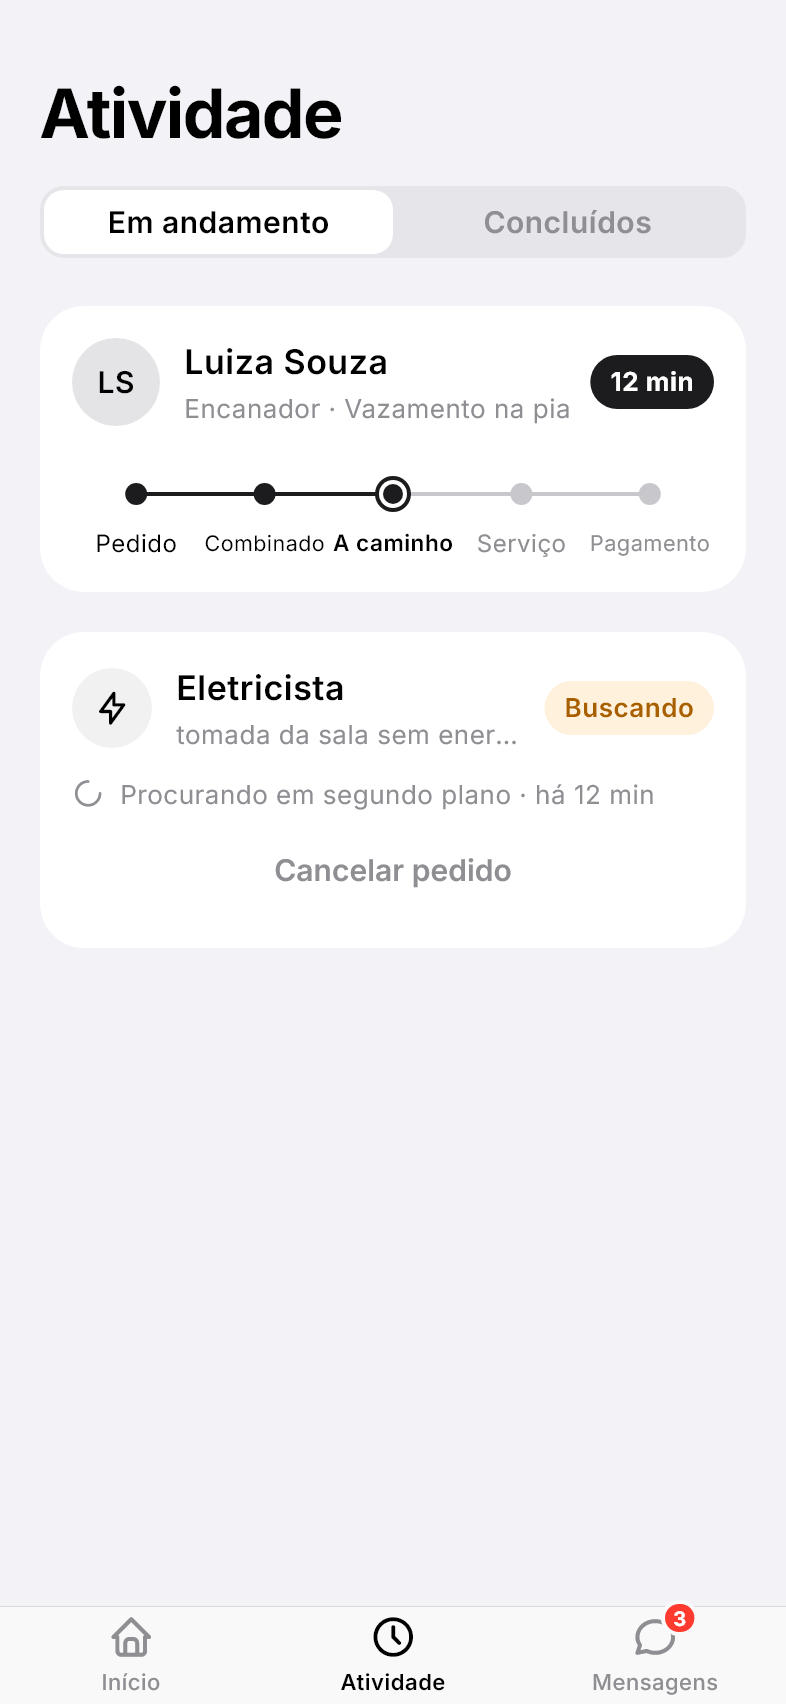 Atividade
Em andamento
Concluídos
LS
Luiza Souza
Encanador · Vazamento na pia
12 min
Pedido
Combinado
A caminho
Serviço
Pagamento
Eletricista
tomada da sala sem ener...
Buscando
Procurando em segundo plano · há 12 min
Cancelar pedido
3
Início
Atividade
Mensagens